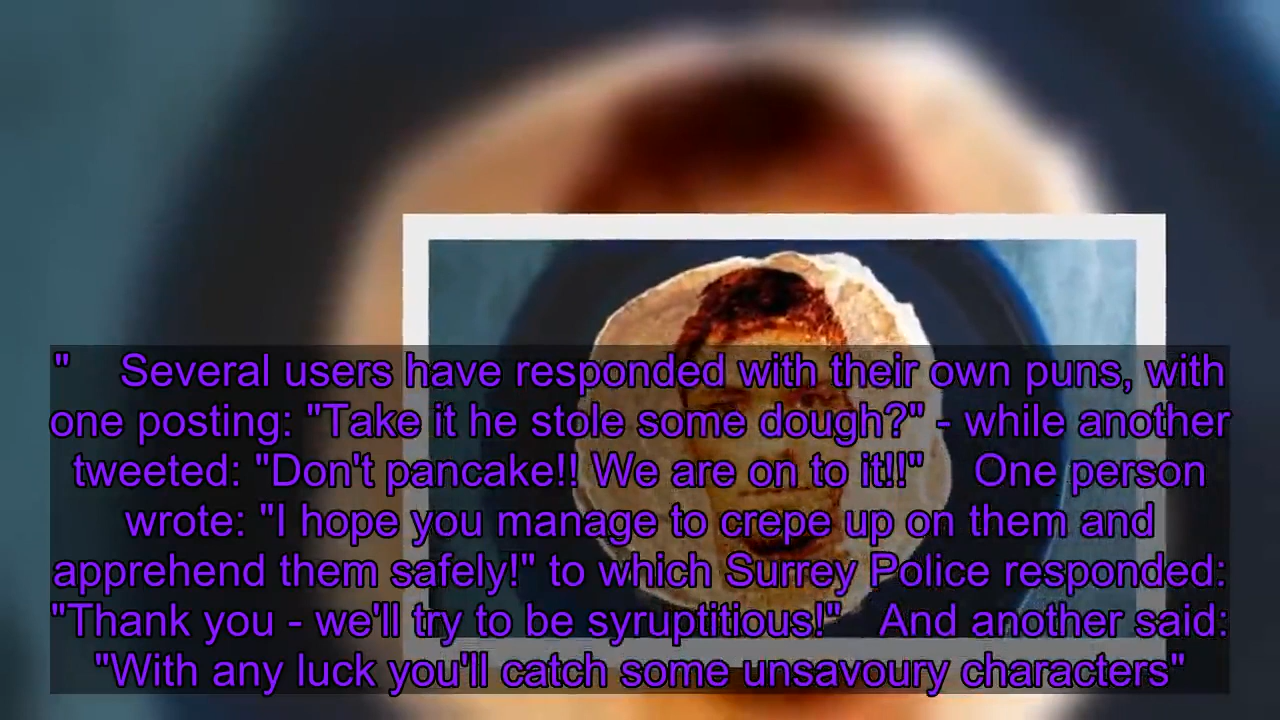 "    Several users have responded with their own puns, with
one posting: "Take it he stole some dough?" - while another
tweeted: "Don't pancake!! We are on to it!!"    One person
wrote: "I hope you manage to crepe up on them and
apprehend them safely!" to which Surrey Police responded:
"Thank you - we'll try to be syruptitious!"    And another said:
"With any luck you'll catch some unsavoury characters"